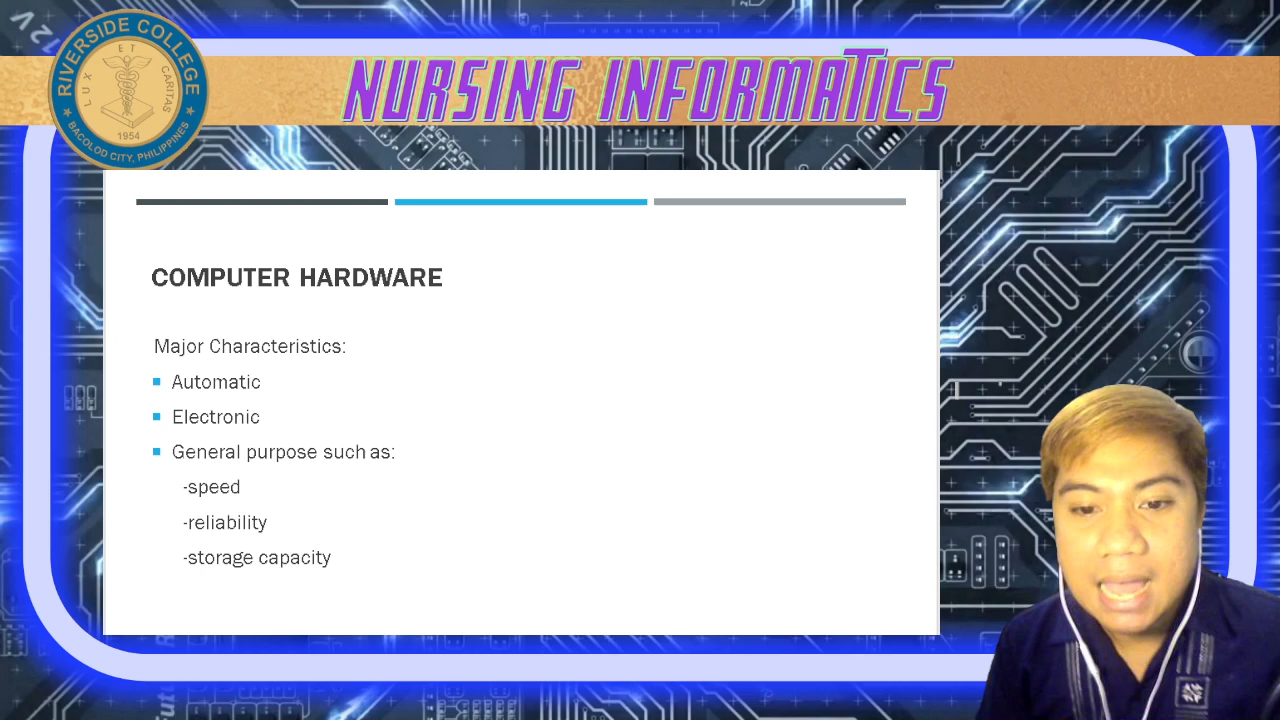 V2V
RIVERSIDE COLLEGE
LUX ET CARITAS
1954
BACOLOD CITY, PHILIPPINES
NURSING INFORMATICS
COMPUTER HARDWARE
Major Characteristics:
Automatic
Electronic
General purpose such as:
-speed
-reliability
-storage capacity